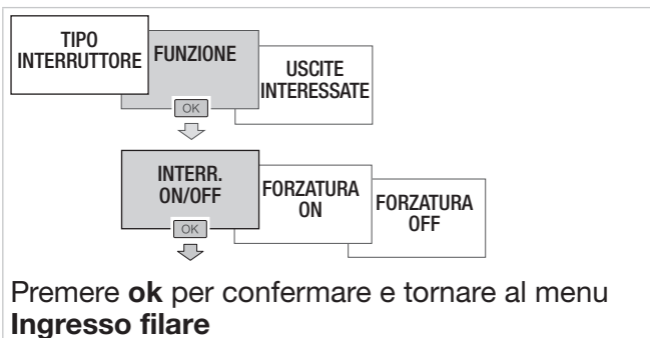 TIPO
INTERRUTTORE
FUNZIONE
USCITE
INTERESSATE
OK
INTERR.
ON/OFF
FORZATURA
ON
FORZATURA
OFF
OK
Premere ok per confermare e tornare al menu
Ingresso filare